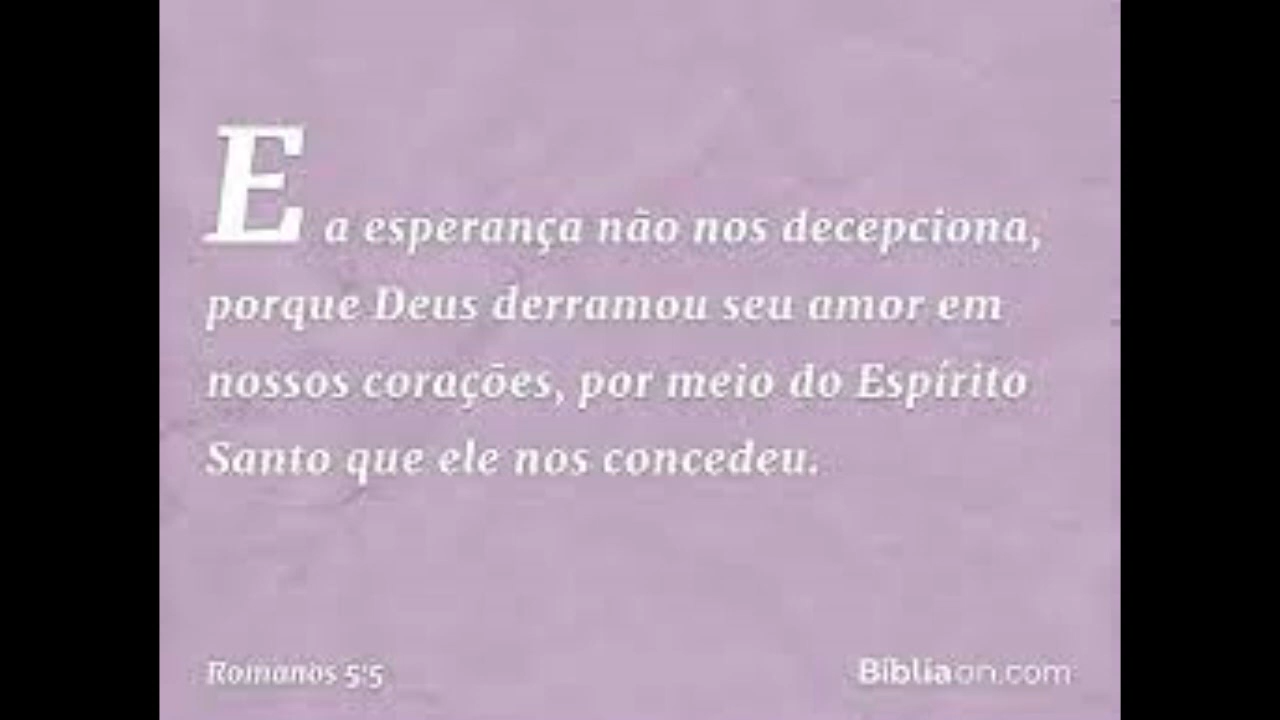 E a esperança não nos decepciona,
porque Deus derramou seu amor em
nossos corações, por meio do Espírito
Santo que ele nos concedeu.
Romanos 5:5
Bíbliaon.com